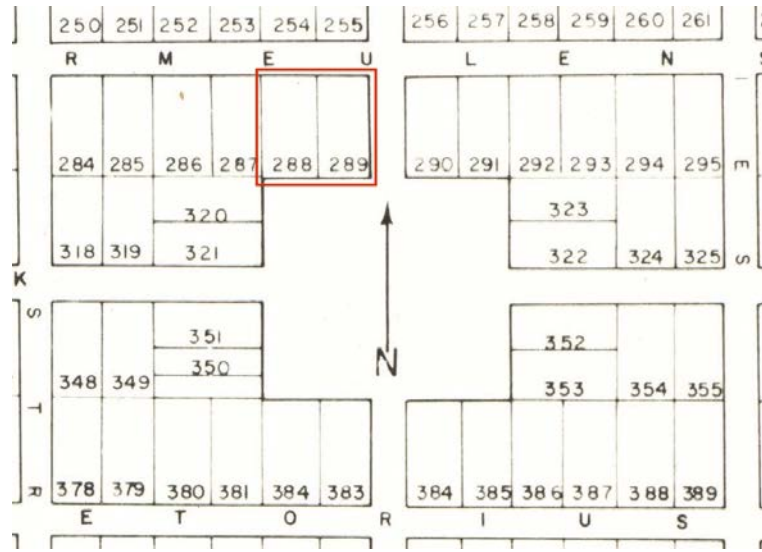 250 251 252 253 254 255 256 257 258 259 260 261
R M E U L E N S
284 285 286 287 288 289 290 291 292 293 294 295
I E S
320 323
318 319 321 322 324 325
K
S T R
351 352
350
348 349 353 354 355
N
378 379 380 381 384 383 384 385 386 387 388 389
E T O R I U S